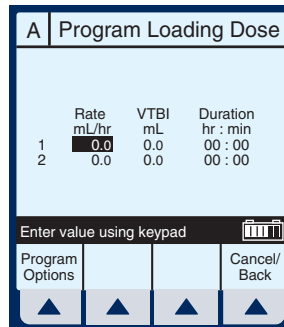 A Program Loading Dose
Rate VTBI Duration
mL/hr mL hr : min
1 0.0 0.0 00 : 00
2 0.0 0.0 00 : 00
Enter value using keypad
Program Cancel/
Options Back